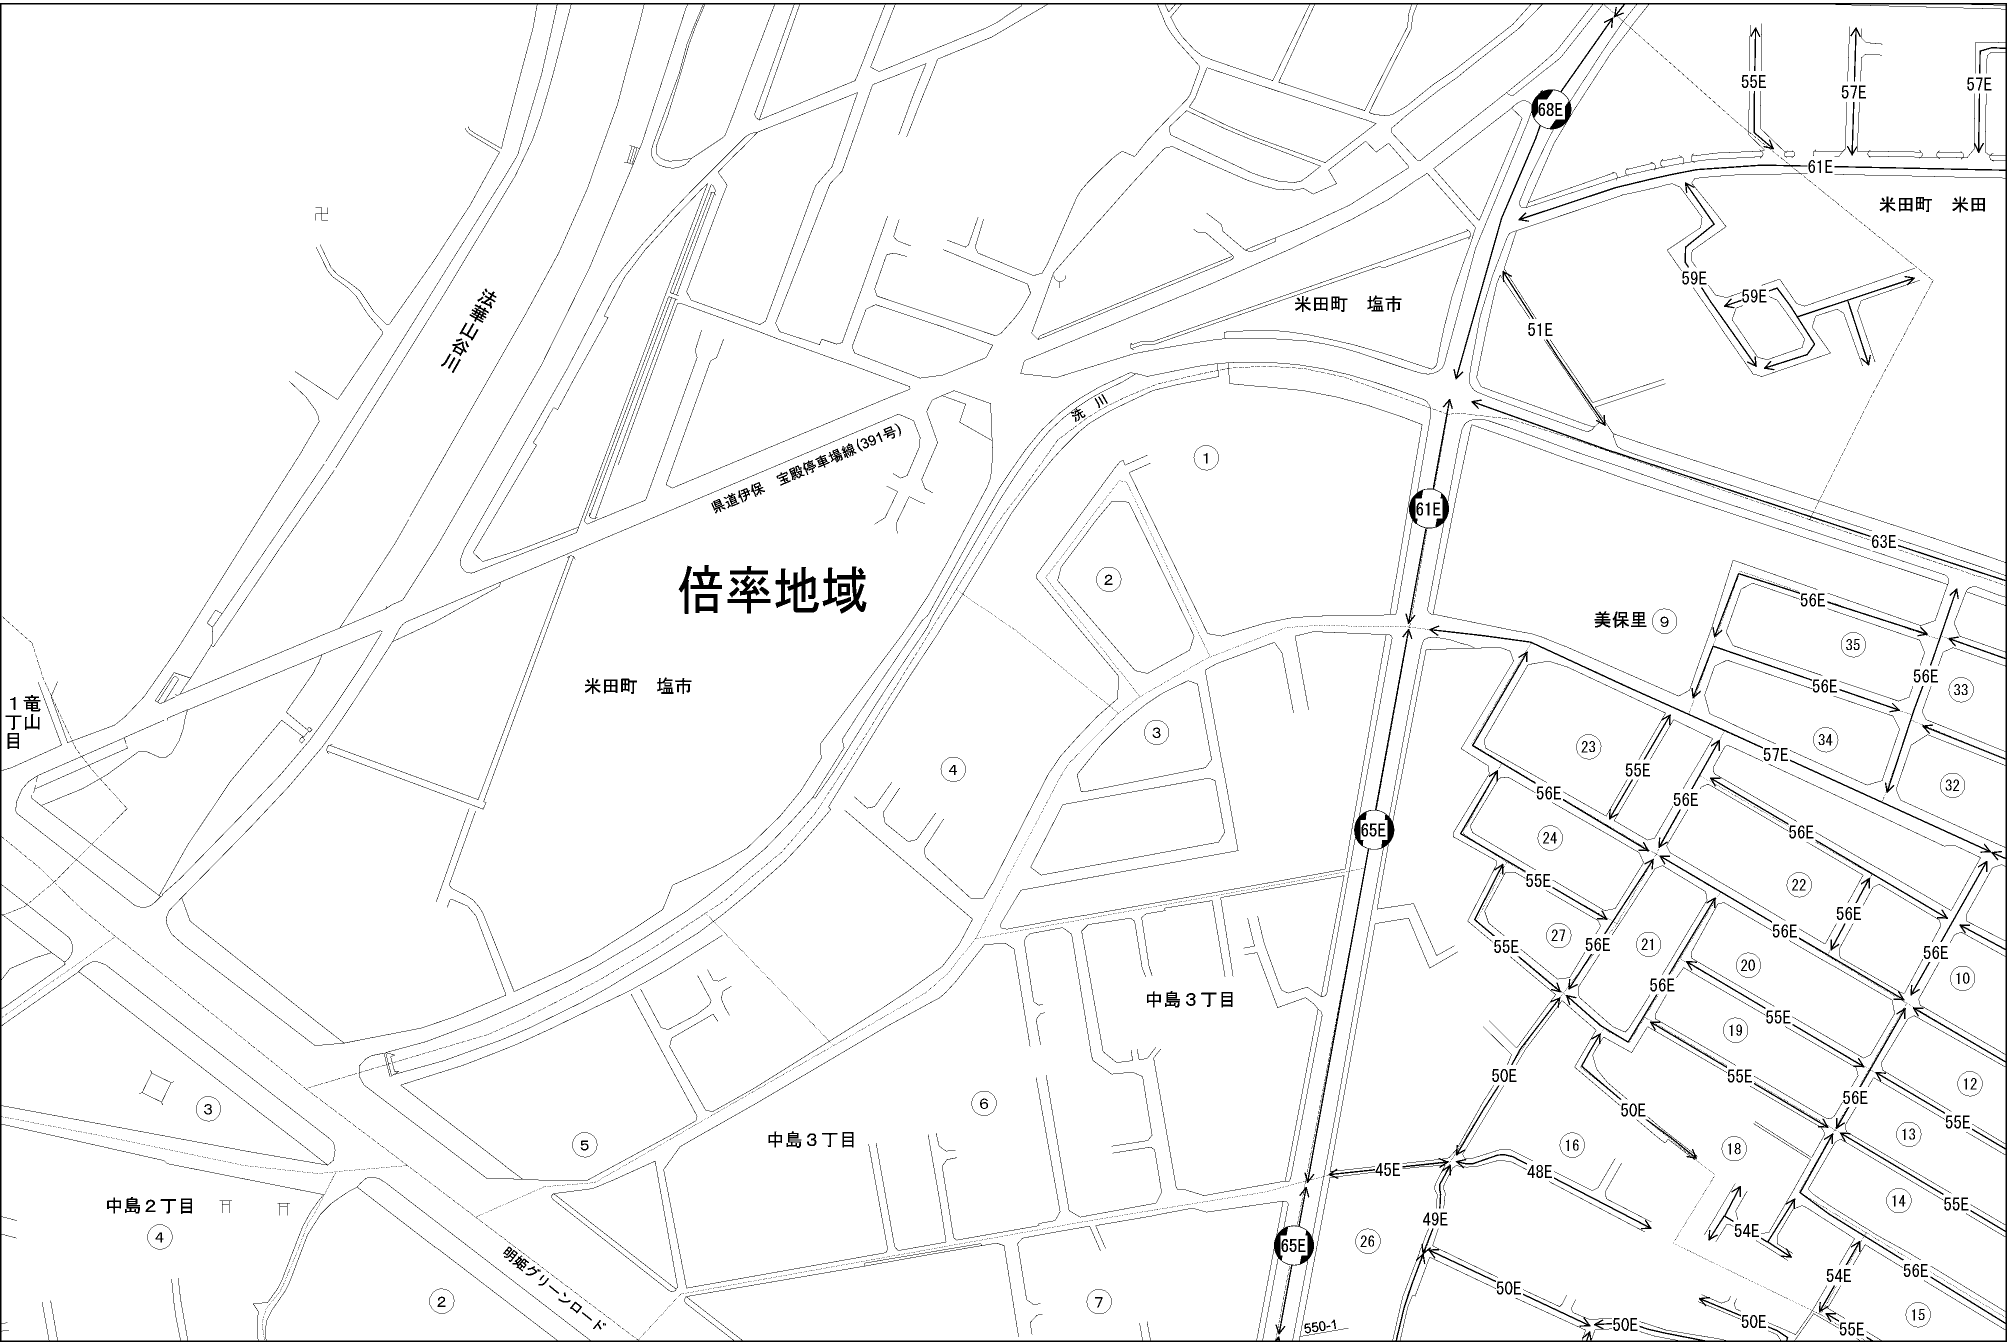 68E
55E
57E
57E
61E
米田町　米田
卍
法華山谷川
米田町　塩市
59E
59E
51E
洗　川
県道伊保　宝殿停車場線(391号)
①
61E
63E
倍率地域
②
美保里 ⑨
56E
㉟
56E
56E
㉝
米田町　塩市
１竜
丁山
目
③
㉓
㉞
57E
④
55E
56E
56E
㉜
65E
㉔
56E
55E
㉒
56E
56E
㉗
55E
56E
㉑
⑳
56E
⑩
中島３丁目
56E
55E
⑲
50E
55E
⑫
③
⑥
50E
56E
55E
⑤
中島３丁目
⑯
⑱
⑬
45E
48E
中島２丁目
⑭
55E
49E
④
65E
㉖
54E
明姫グリーンロード
56E
54E
50E
②
⑦
⑮
550-1
50E
50E
55E